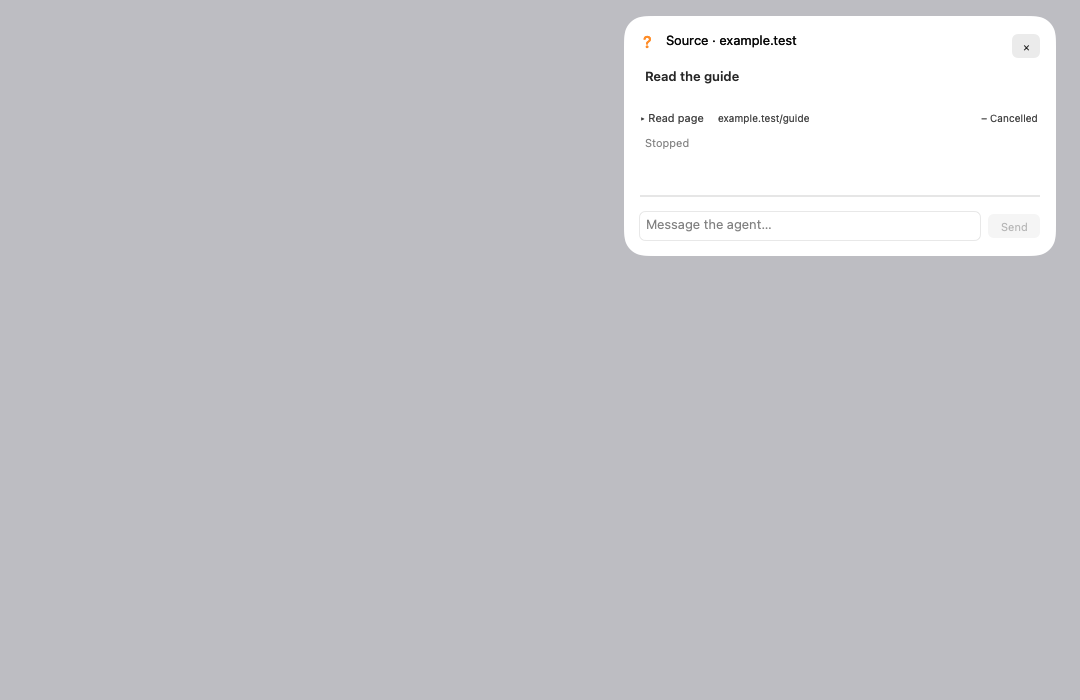 ? Source · example.test ×
Read the guide
▸ Read page example.test/guide – Cancelled
Stopped
Message the agent... Send